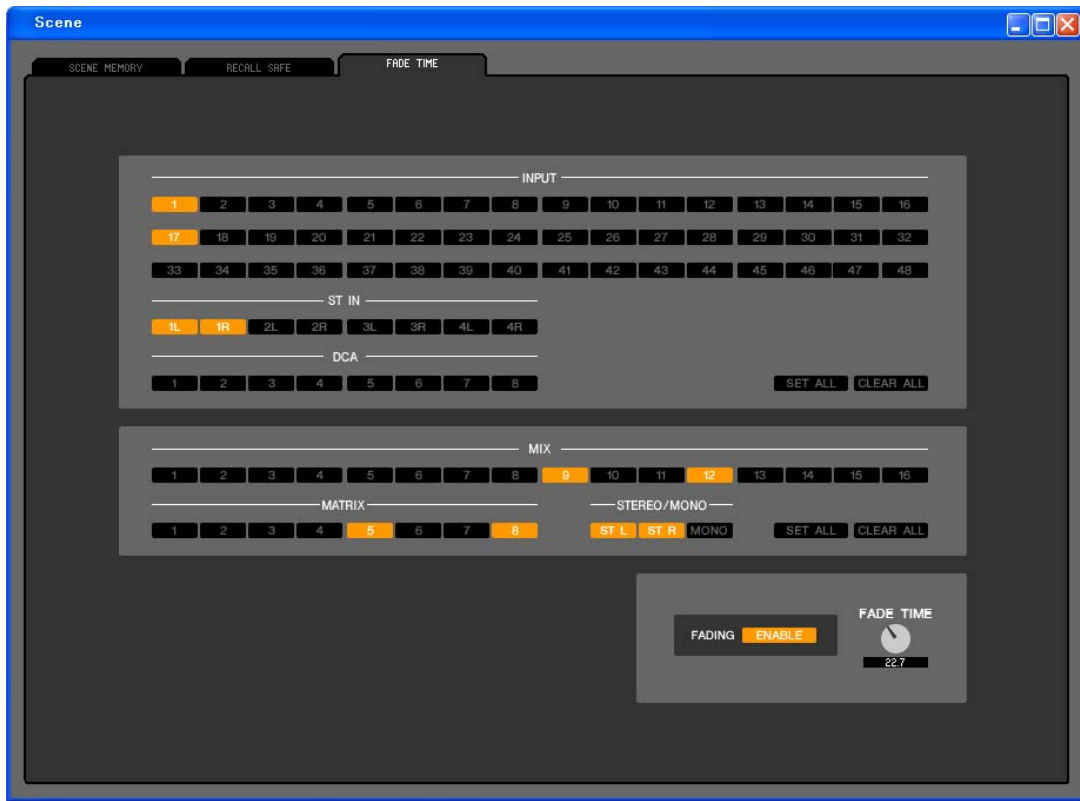 Scene
SCENE MEMORY RECALL SAFE FADE TIME
INPUT
1 2 3 4 5 6 7 8 9 10 11 12 13 14 15 16
17 18 19 20 21 22 23 24 25 26 27 28 29 30 31 32
33 34 35 36 37 38 39 40 41 42 43 44 45 46 47 48
ST IN
1L 1R 2L 2R 3L 3R 4L 4R
DCA
1 2 3 4 5 6 7 8 SET ALL CLEAR ALL
MIX
1 2 3 4 5 6 7 8 9 10 11 12 13 14 15 16
MATRIX STEREO/MONO
1 2 3 4 5 6 7 8 ST L ST R MONO SET ALL CLEAR ALL
FADE TIME
FADING ENABLE
22.7